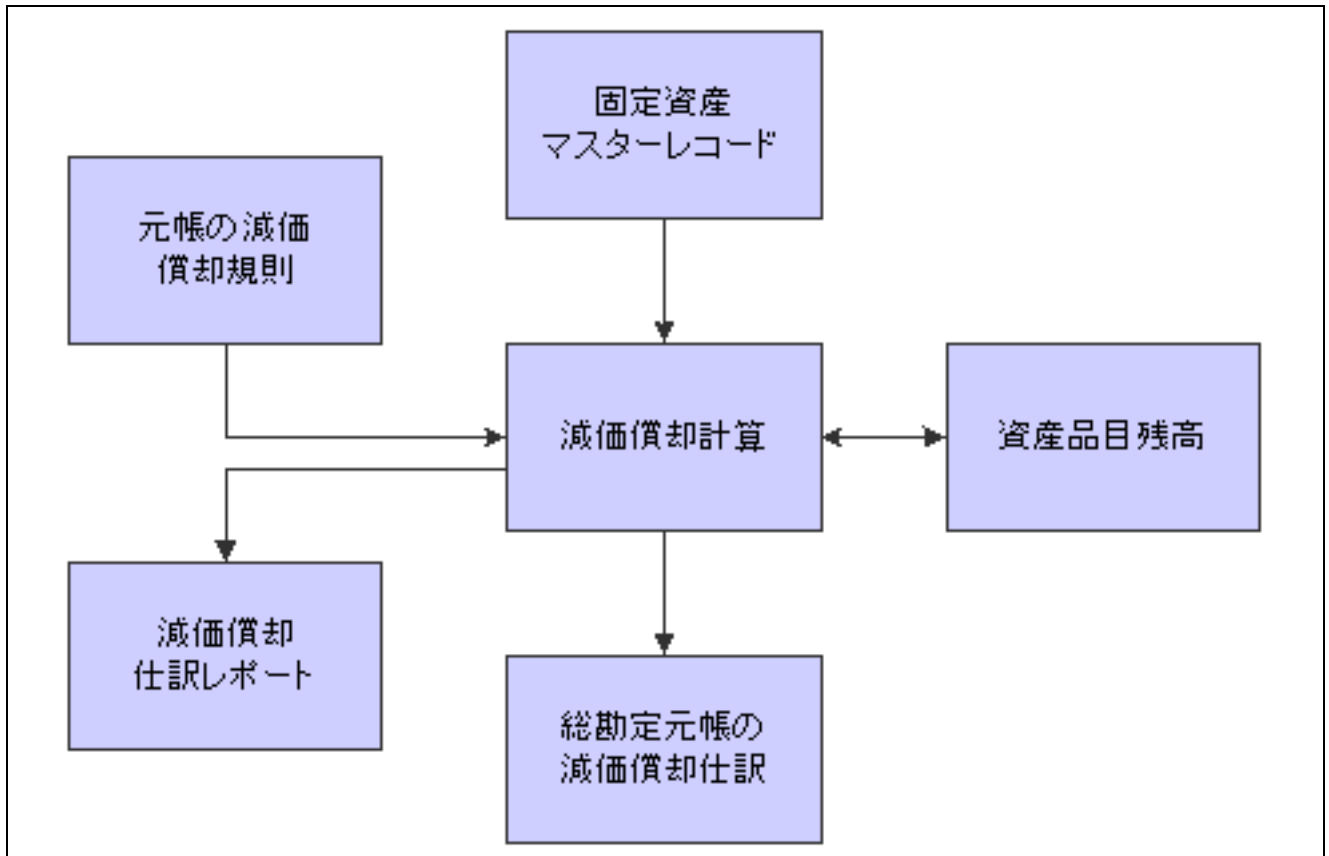 固定資産
マスターレコード
元帳の減価
償却規則
減価償却計算
資産品目残高
減価償却
仕訳レポート
総勘定元帳の
減価償却仕訳